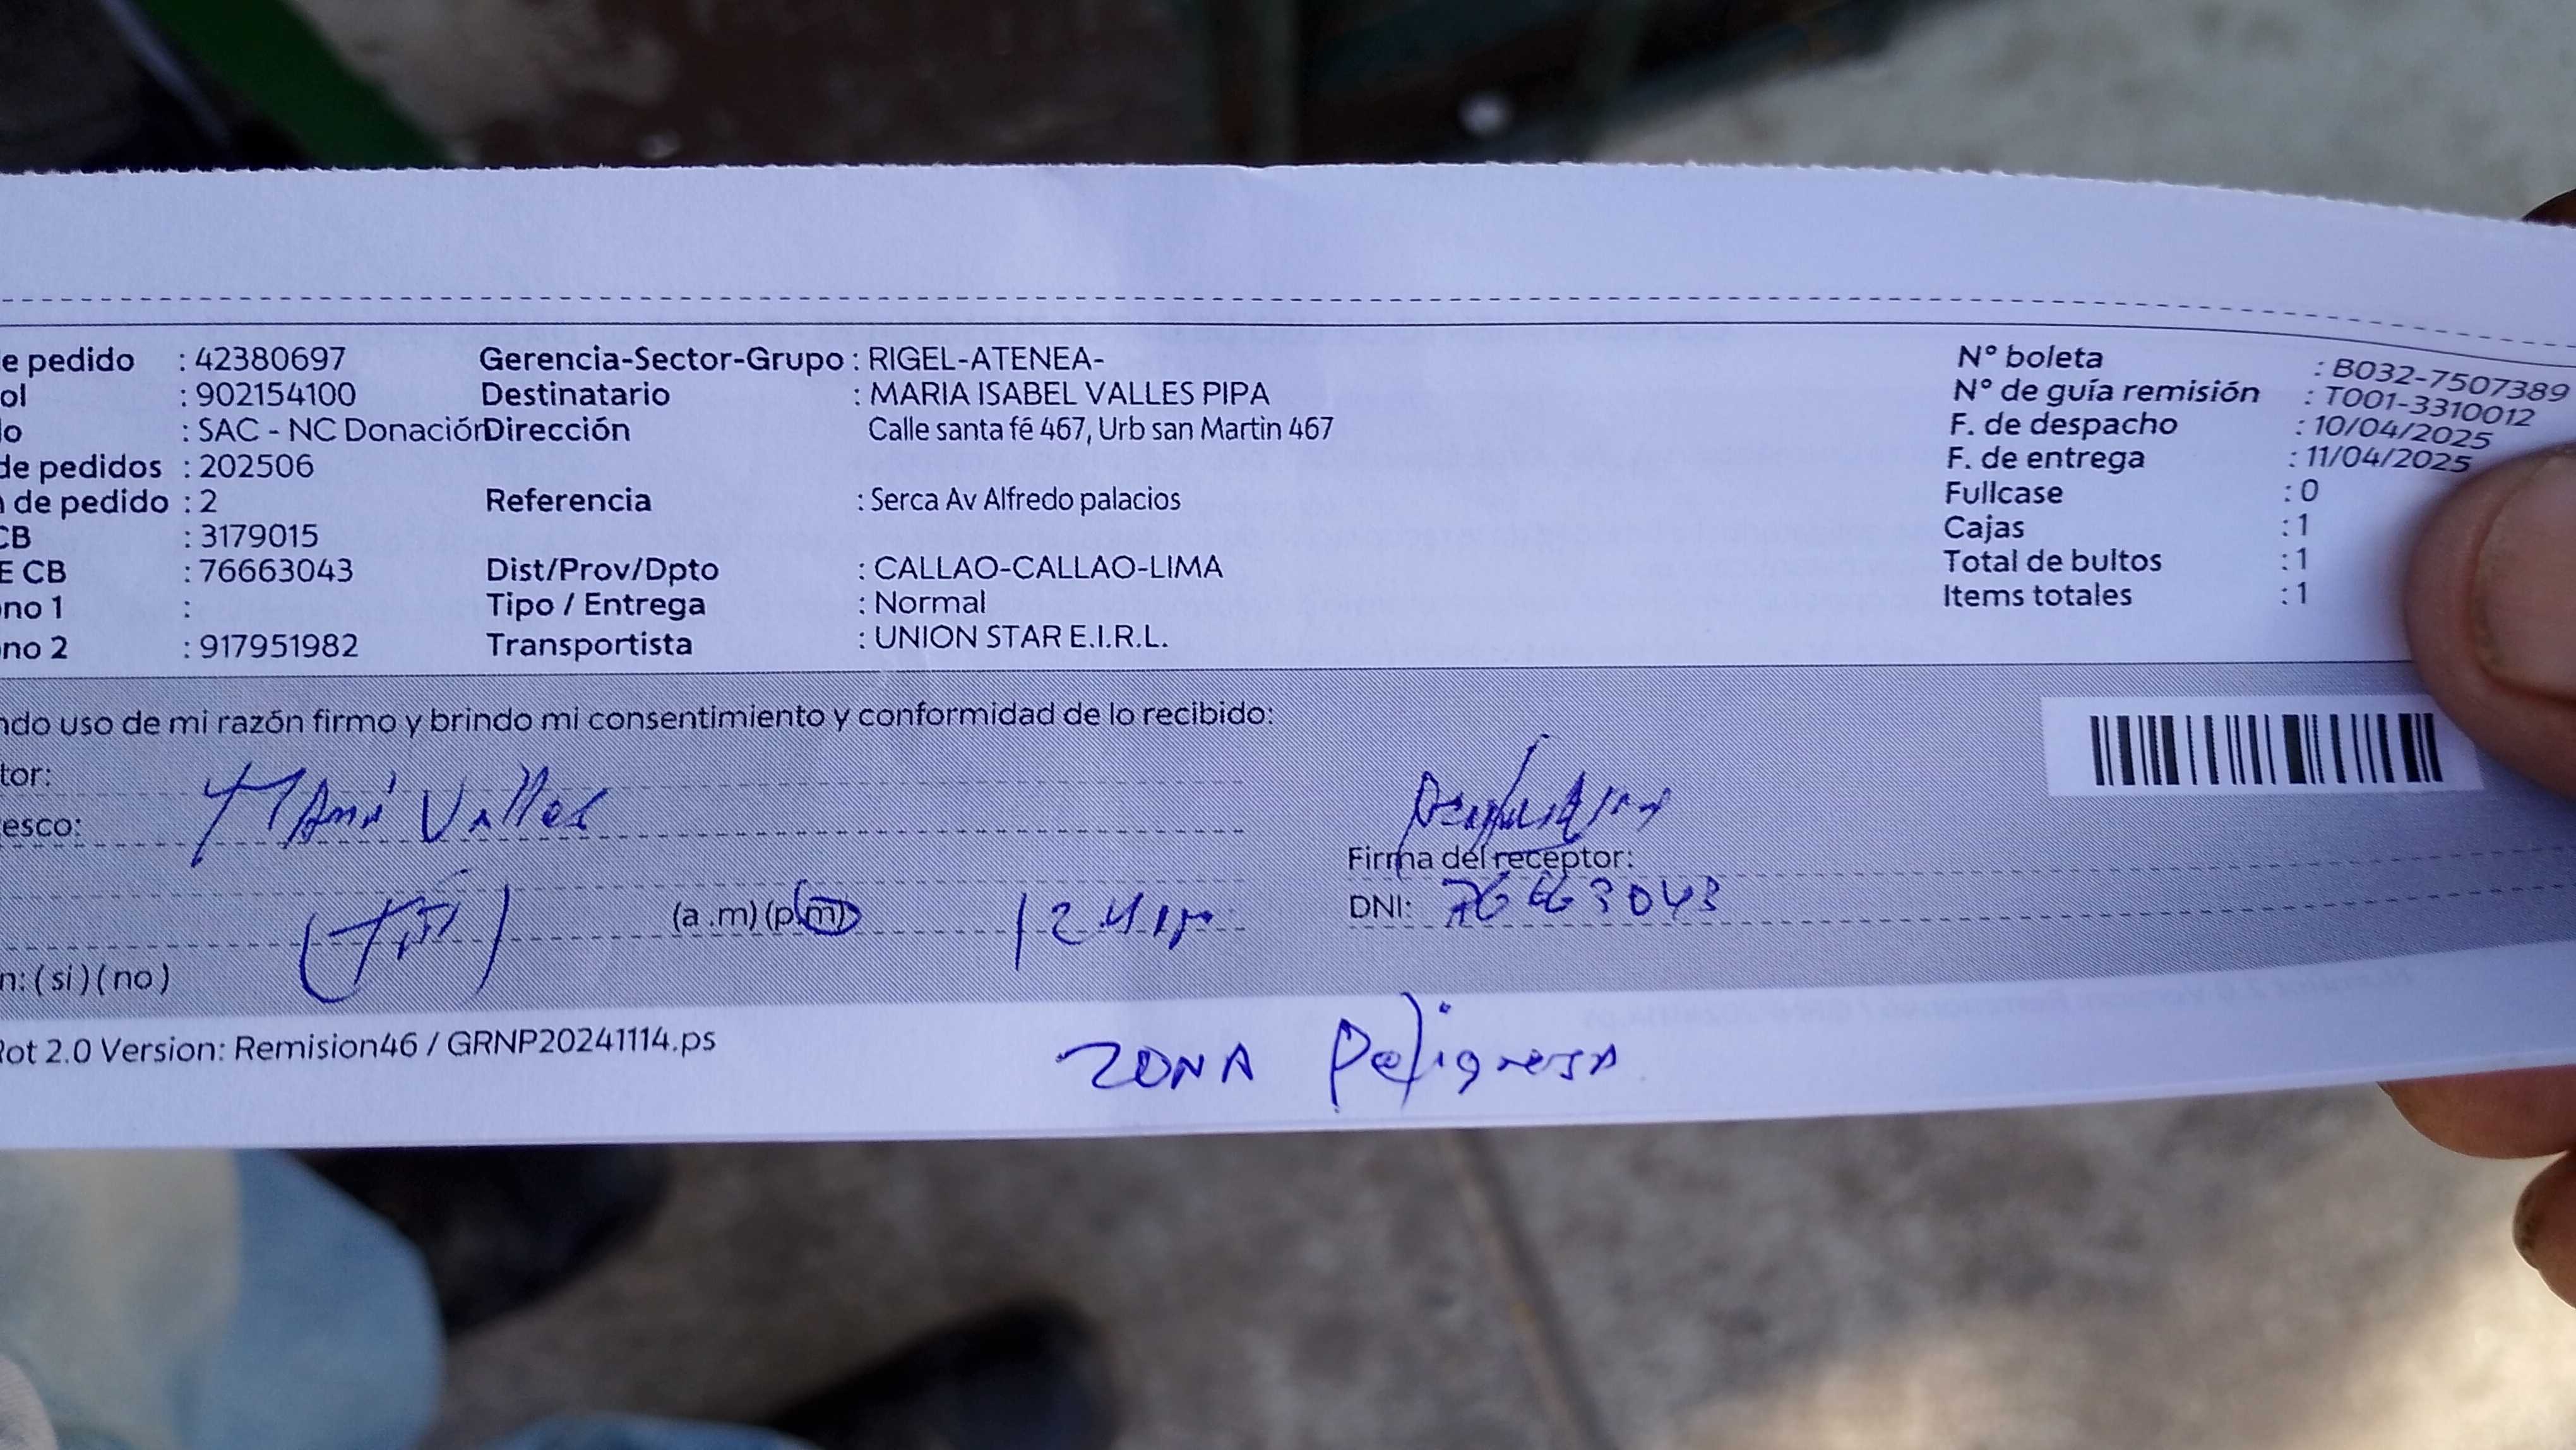 e pedido : 42380697 Gerencia-Sector-Grupo : RIGEL-ATENEA- N° boleta : B032-7507389
ol : 902154100 Destinatario : MARIA ISABEL VALLES PIPA N° de guía remisión : T001-3310012
lo : SAC - NC Donación Dirección Calle santa fé 467, Urb san Martin 467 F. de despacho : 10/04/2025
de pedidos : 202506 F. de entrega : 11/04/2025
de pedido : 2 Referencia : Serca Av Alfredo palacios Fullcase : 0
CB : 3179015 Cajas : 1
E CB : 76663043 Dist/Prov/Dpto : CALLAO-CALLAO-LIMA Total de bultos : 1
no 1 : Tipo / Entrega : Normal Items totales : 1
no 2 : 917951982 Transportista : UNION STAR E.I.R.L.
ndo uso de mi razón firmo y brindo mi consentimiento y conformidad de lo recibido:
tor:
esco: Valles Firma del receptor:
(a .m) (p.m) DNI: 76663043
n: (si) (no)
Rot 2.0 Version: Remision46 / GRNP20241114.ps
ZONA Peligrosa